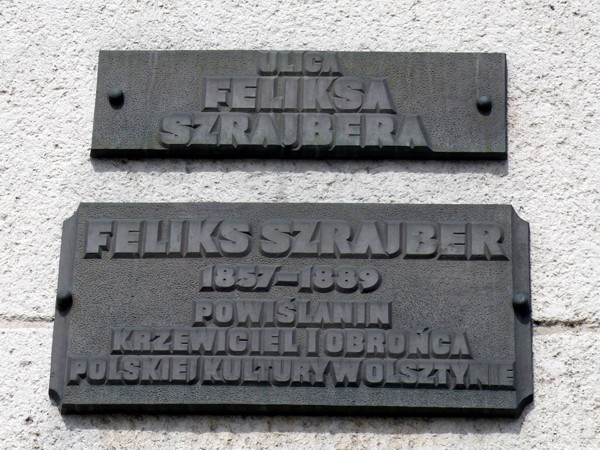 ULICA
FELIKSA
SZRAJBERA
FELIKS SZRAJBER
1857-1889
POWIŚLANIN
KRZEWICIEL I OBROŃCA
POLSKIEJ KULTURY W OLSZTYNIE